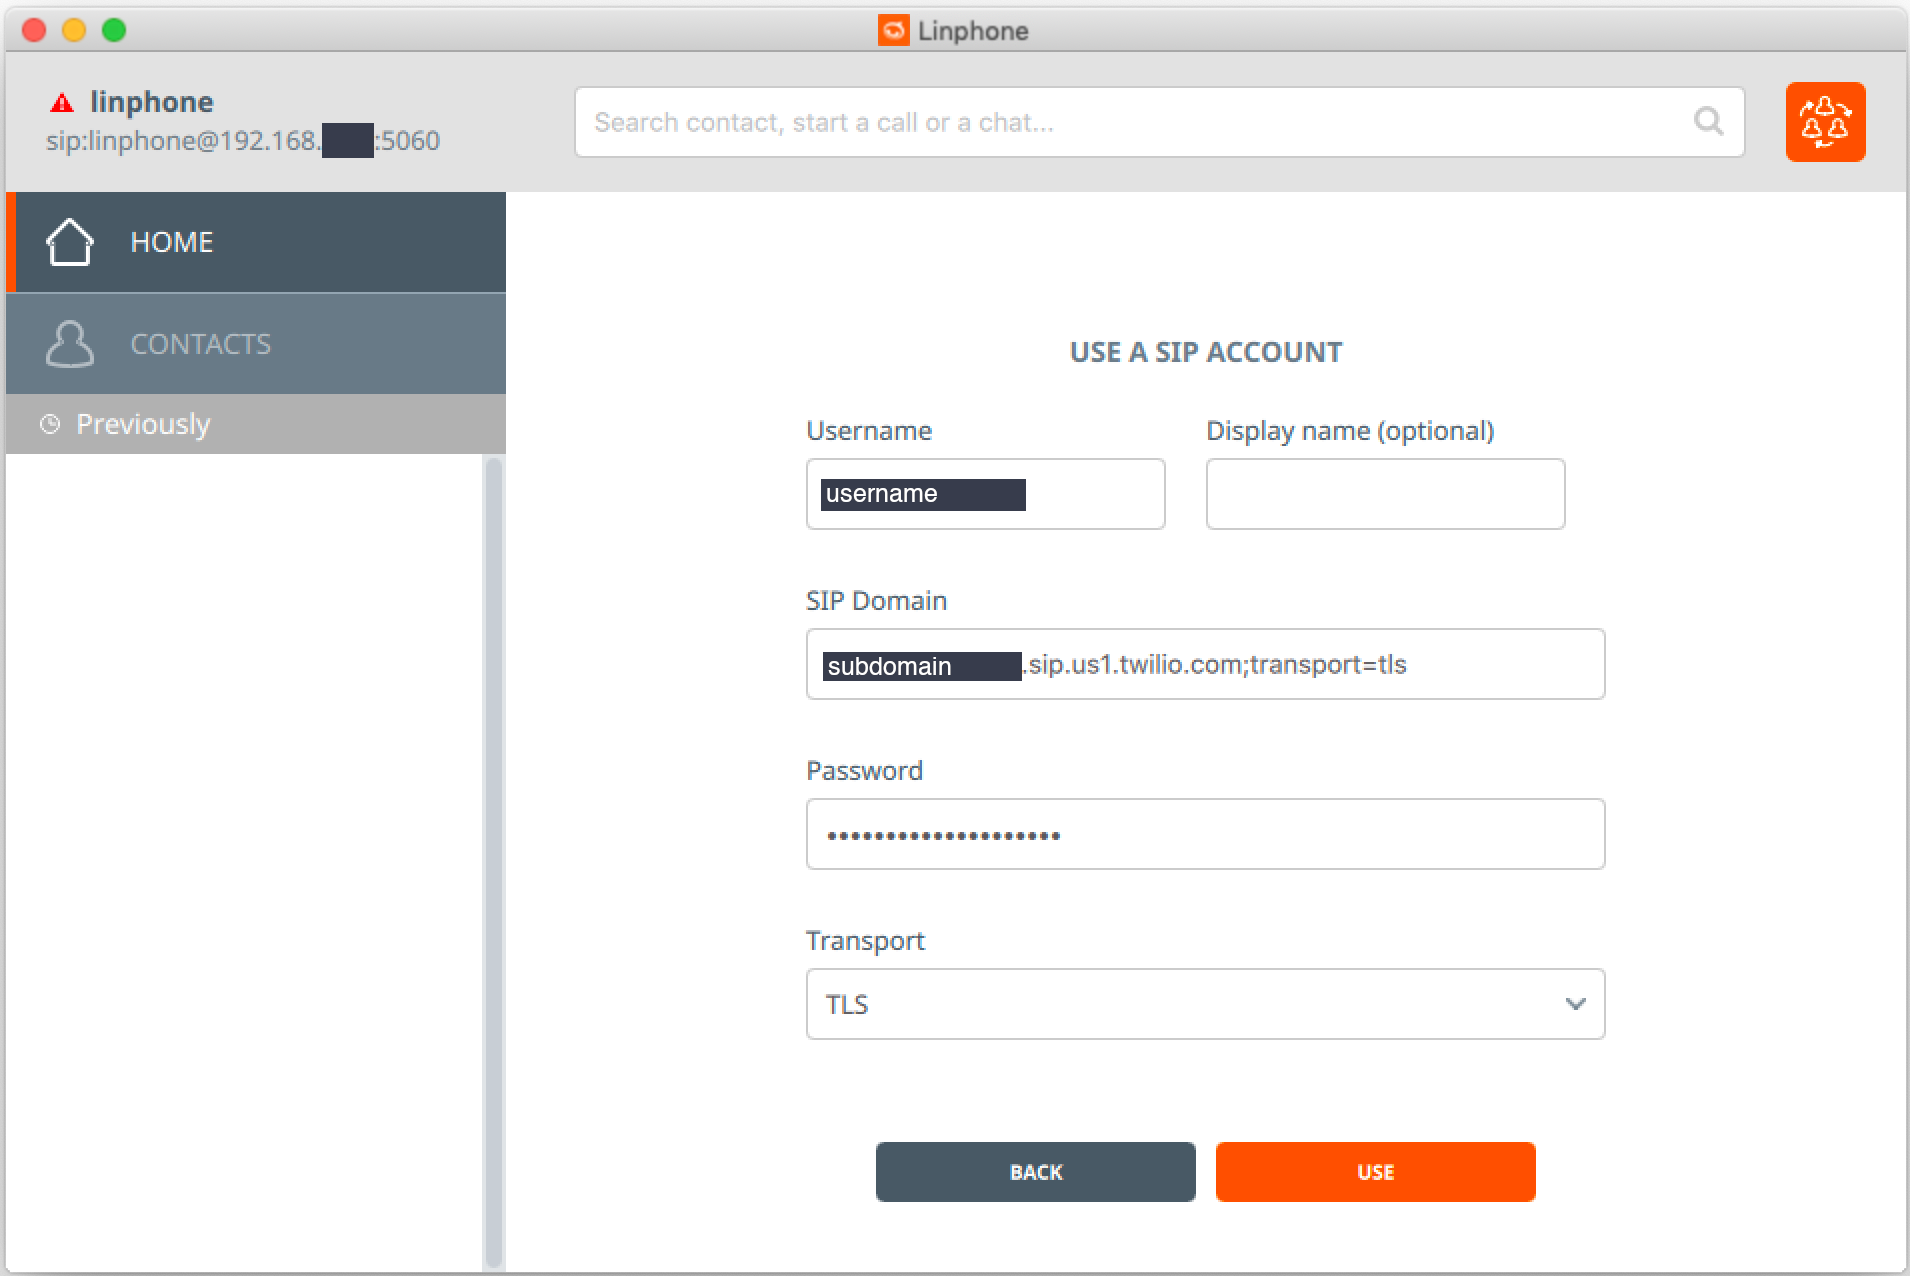 Linphone
linphone
sip:linphone@192.168. :5060
Search contact, start a call or a chat...
HOME
CONTACTS
Previously
USE A SIP ACCOUNT
Username
Display name (optional)
username
SIP Domain
subdomain .sip.us1.twilio.com;transport=tls
Password
••••••••••••••••••••
Transport
TLS
BACK
USE